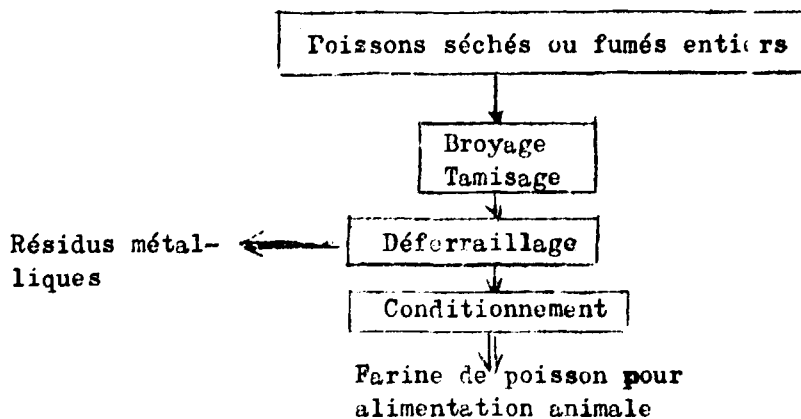 Poissons séchés ou fumés entiers
Broyage
Tamisage
Déferraillage
Résidus métal-
liques
Conditionnement
Farine de poisson pour
alimentation animale